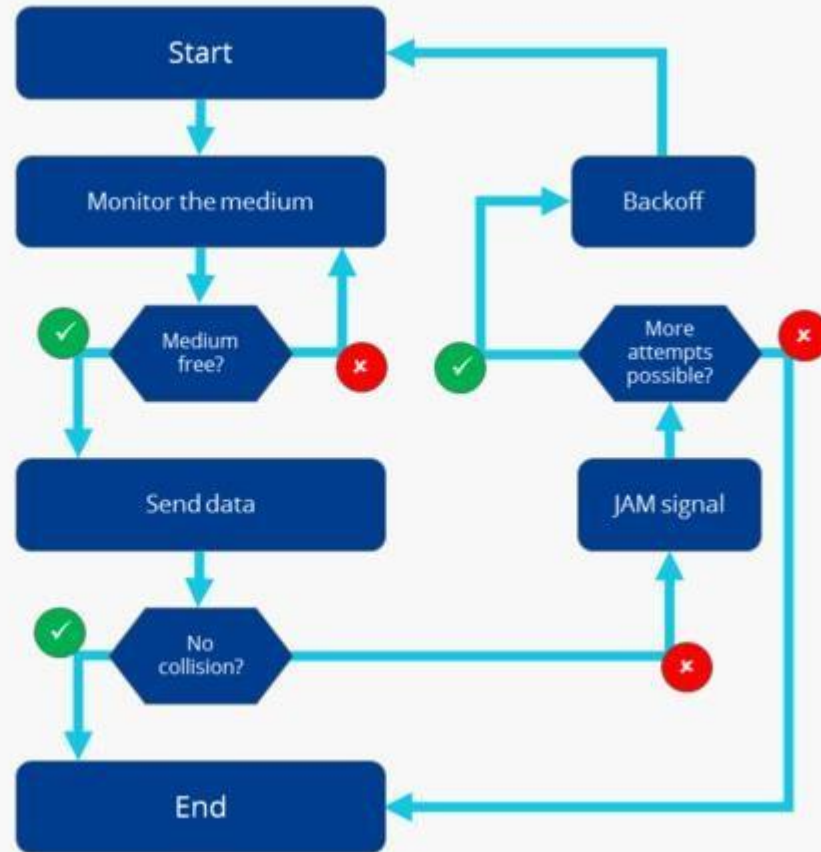 Start
Monitor the medium
Backoff
Medium
free?
More
attempts
possible?
Send data
JAM signal
No
collision?
End